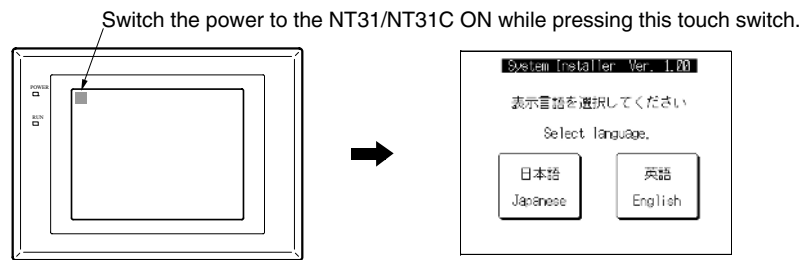 Switch the power to the NT31/NT31C ON while pressing this touch switch.
POWER
RUN
System Installer Ver. 1.00
表示言語を選択してください
Select language.
日本語 英語
Japanese English